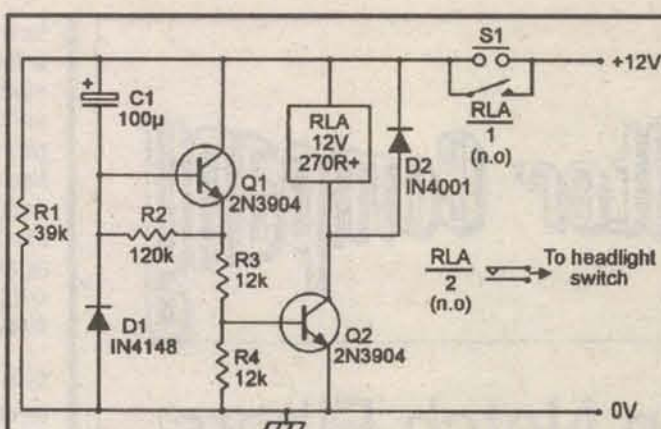 S1
+12V
+
C1
100µ
RLA
12V
270R+
RLA
1
(n.o)
D2
IN4001
Q1
2N3904
R1
39k
R2
120k
R3
12k
RLA
2
(n.o)
To headlight
switch
D1
IN4148
R4
12k
Q2
2N3904
0V